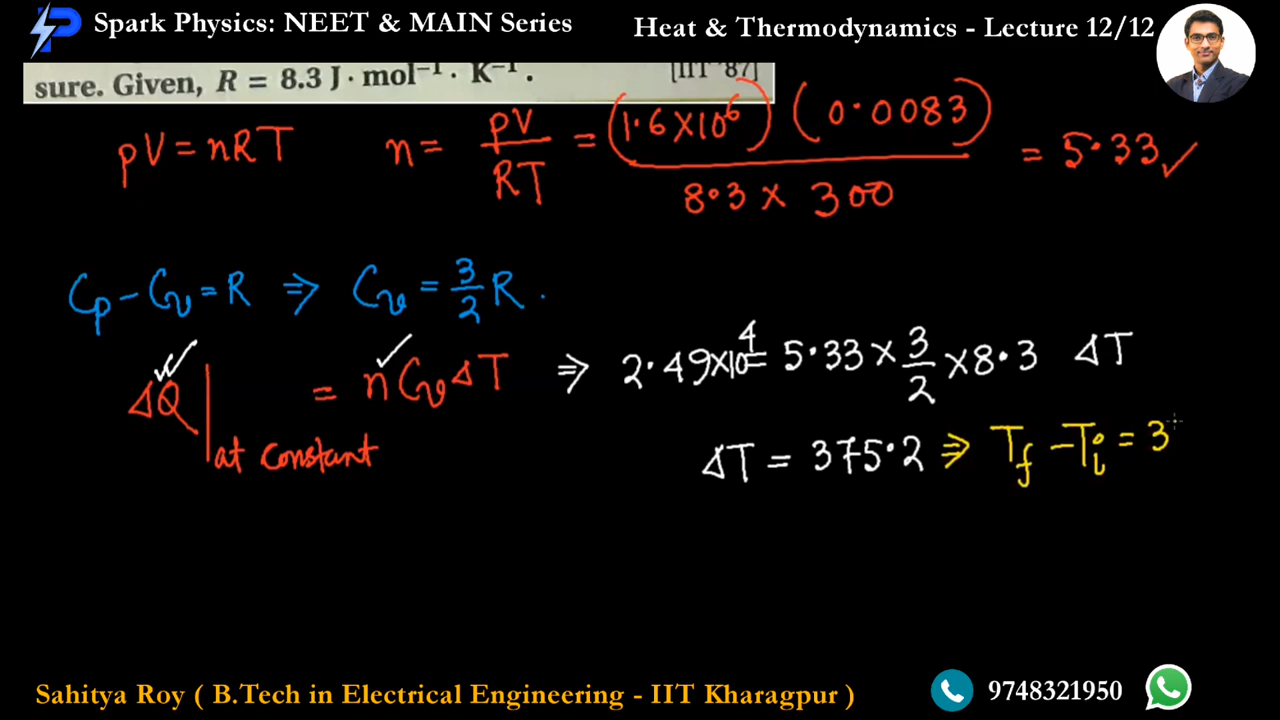 Spark Physics: NEET & MAIN Series
Heat & Thermodynamics - Lecture 12/12
sure. Given, R = 8.3 J·mol⁻¹·K⁻¹. [IIT '87]
pV = nRT n = pV/RT = (1.6×10⁶)(0.0083)/8.3 × 300 = 5.33✓
Cp - Cv = R ⇒ Cv = 3/2 R.
ΔQ| at constant = nCvΔT ⇒ 2.49×10⁴ = 5.33 × 3/2 × 8.3 ΔT
ΔT = 375.2 ⇒ Tf - Ti = 3
Sahitya Roy ( B.Tech in Electrical Engineering - IIT Kharagpur )
9748321950